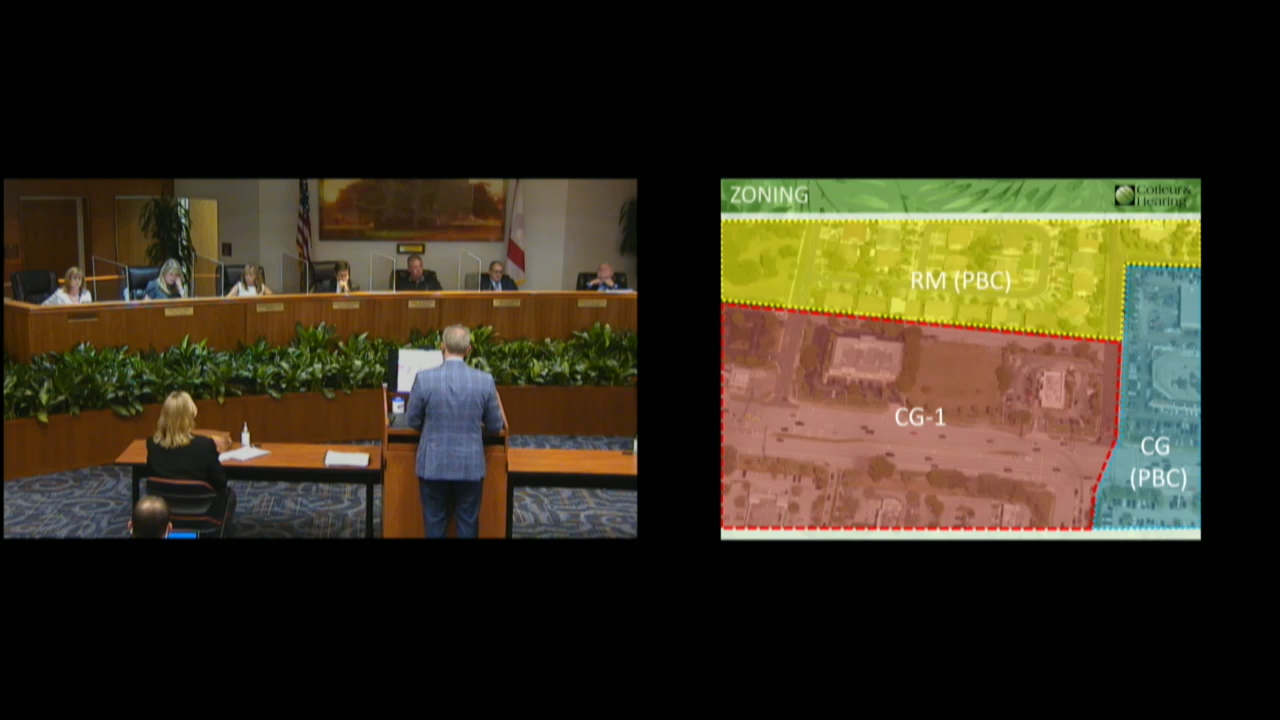 ZONING
Cotleur&
Hearing
RM (PBC)
CG-1
CG
(PBC)